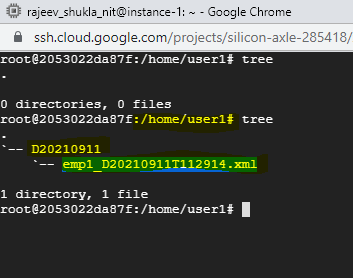 rajeev_shukla_nit@instance-1: ~ - Google Chrome
ssh.cloud.google.com/projects/silicon-axle-285418/
root@2053022da87f:/home/user1# tree
.
0 directories, 0 files
root@2053022da87f:/home/user1# tree
.
`-- D20210911
    `-- emp1_D20210911T112914.xml
1 directory, 1 file
root@2053022da87f:/home/user1#